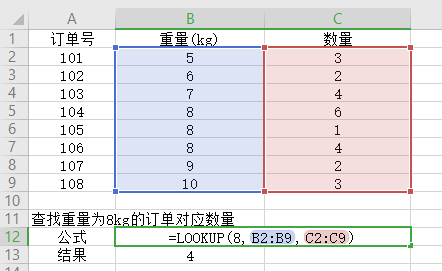 A B C
1 订单号 重量(kg) 数量
2 101 5 3
3 102 6 2
4 103 7 4
5 104 8 6
6 105 8 1
7 106 8 4
8 107 9 2
9 108 10 3
10
11 查找重量为8kg的订单对应数量
12 公式 =LOOKUP(8,B2:B9,C2:C9)
13 结果 4